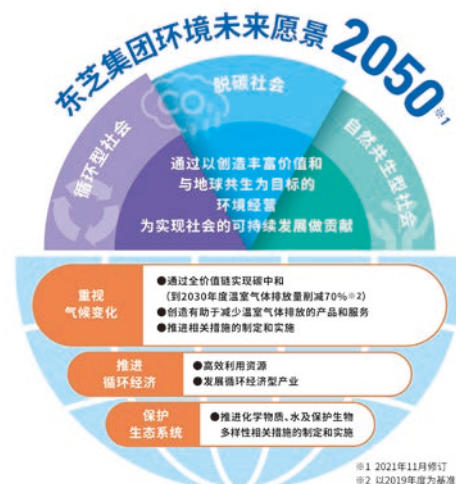 东芝集团环境未来愿景2050※1
脱碳社会
循环型社会
自然共生型社会
CO₂
通过以创造丰富价值和
与地球共生为目标的
环境经营
为实现社会的可持续发展做贡献
重视
气候变化
●通过全价值链实现碳中和
(到2030年度温室气体排放量削减70%※2)
●创造有助于减少温室气体排放的产品和服务
●推进相关措施的制定和实施
推进
循环经济
●高效利用资源
●发展循环经济型产业
保护
生态系统
●推进化学物质、水及保护生物
多样性相关措施的制定和实施
※1 2021年11月修订
※2 以2019年度为基准